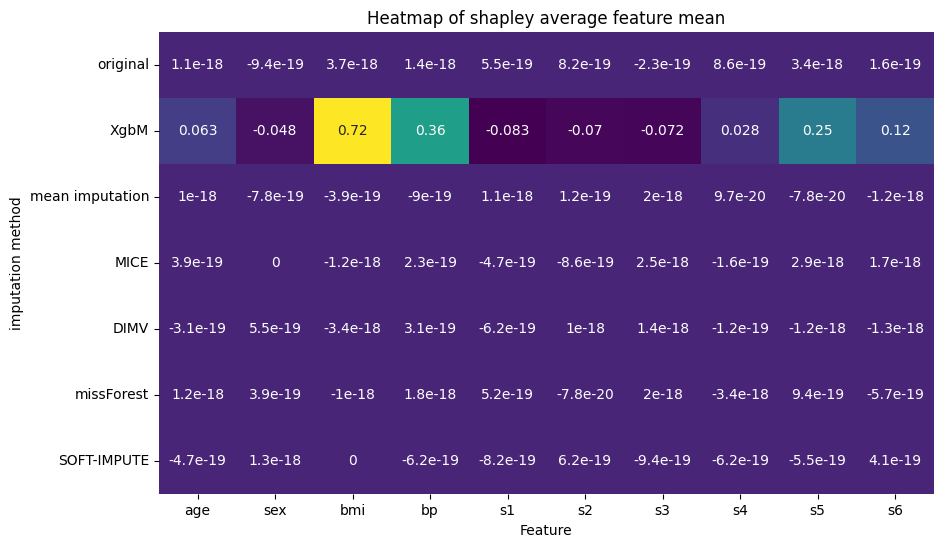 Heatmap of shapley average feature mean
imputation method
original 1.1e-18 -9.4e-19 3.7e-18 1.4e-18 5.5e-19 8.2e-19 -2.3e-19 8.6e-19 3.4e-18 1.6e-19
XgbM 0.063 -0.048 0.72 0.36 -0.083 -0.07 -0.072 0.028 0.25 0.12
mean imputation 1e-18 -7.8e-19 -3.9e-19 -9e-19 1.1e-18 1.2e-19 2e-18 9.7e-20 -7.8e-20 -1.2e-18
MICE 3.9e-19 0 -1.2e-18 2.3e-19 -4.7e-19 -8.6e-19 2.5e-18 -1.6e-19 2.9e-18 1.7e-18
DIMV -3.1e-19 5.5e-19 -3.4e-18 3.1e-19 -6.2e-19 1e-18 1.4e-18 -1.2e-19 -1.2e-18 -1.3e-18
missForest 1.2e-18 3.9e-19 -1e-18 1.8e-18 5.2e-19 -7.8e-20 2e-18 -3.4e-18 9.4e-19 -5.7e-19
SOFT-IMPUTE -4.7e-19 1.3e-18 0 -6.2e-19 -8.2e-19 6.2e-19 -9.4e-19 -6.2e-19 -5.5e-19 4.1e-19
age sex bmi bp s1 s2 s3 s4 s5 s6
Feature